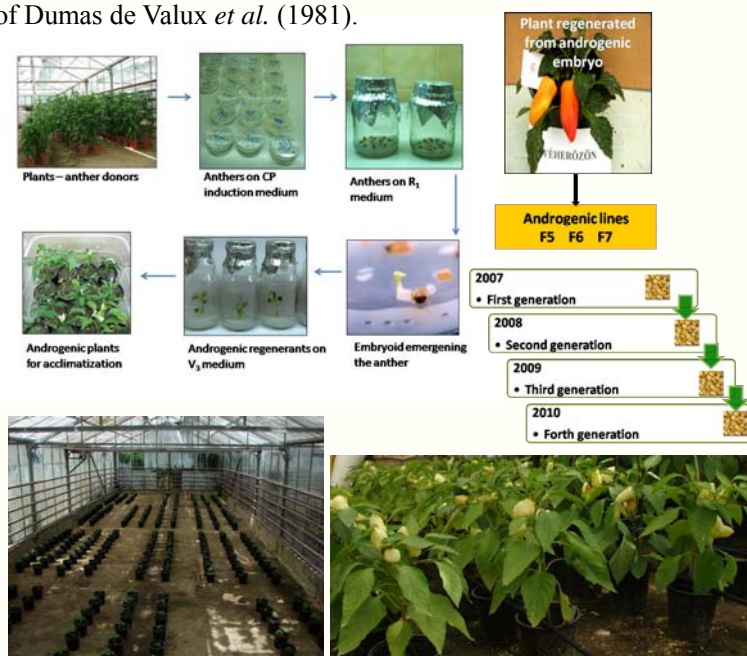 of Dumas de Valux et al. (1981).
Plants – anther donors
Anthers on CP
induction medium
Anthers on R1
medium
Androgenic plants
for acclimatization
Androgenic regenerants on
V3 medium
Embryoid emergening
the anther
Plant regenerated
from androgenic
embryo
FÉHERÖZÖN
Androgenic lines
F5 F6 F7
2007
• First generation
2008
• Second generation
2009
• Third generation
2010
• Forth generation